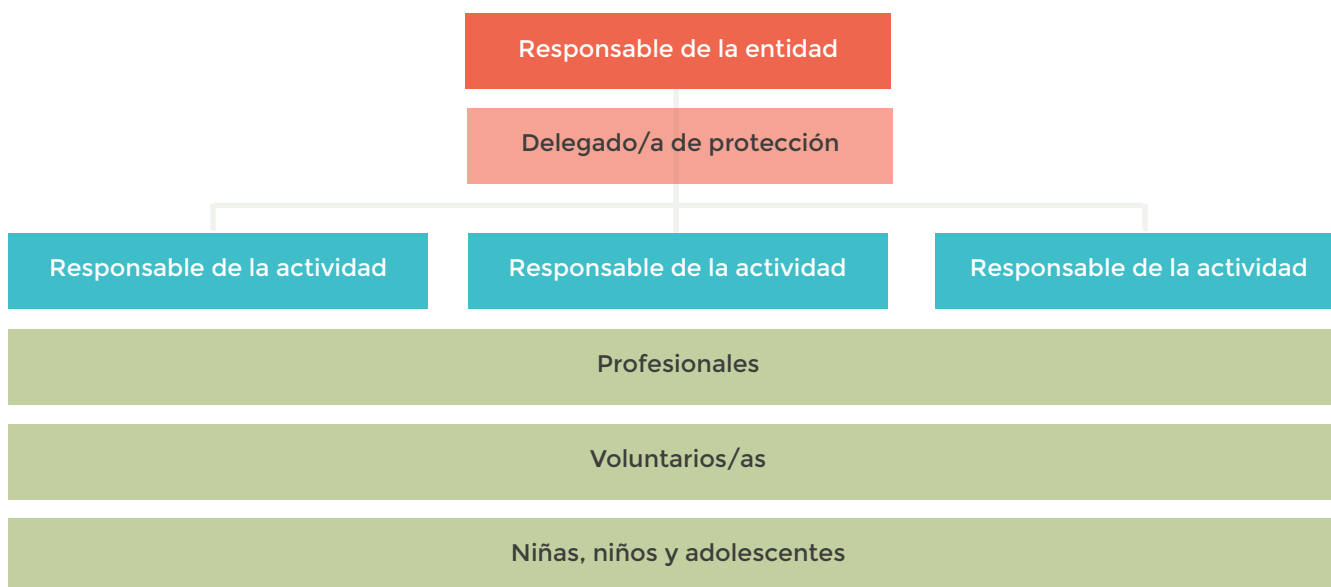 Responsable de la entidad
Delegado/a de protección
Responsable de la actividad
Responsable de la actividad
Responsable de la actividad
Profesionales
Voluntarios/as
Niñas, niños y adolescentes